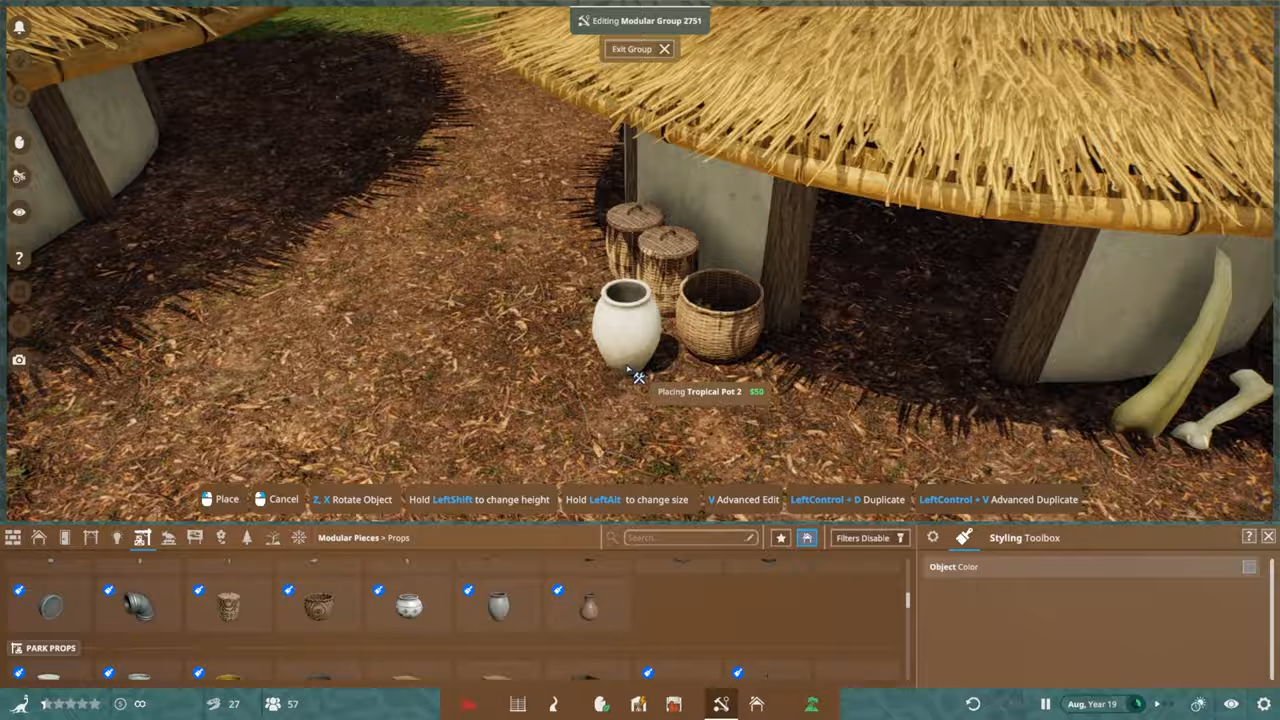 Editing Modular Group 2751
Exit Group
Placing Tropical Pot 2 $50
Place
Cancel
Z, X Rotate Object
Hold LeftShift to change height
Hold LeftAlt to change size
V Advanced Edit
LeftControl + D Duplicate
LeftControl + V Advanced Duplicate
Modular Pieces > Props
Search...
Filters Disable
Styling Toolbox
?
Object Color
PARK PROPS
27
57
Aug, Year 19